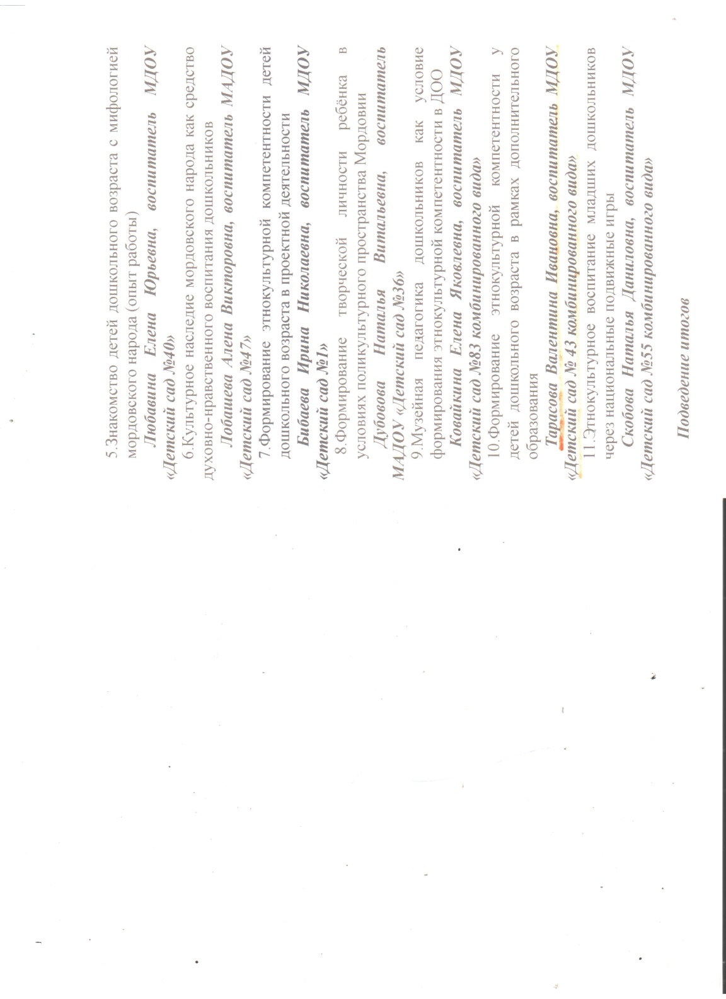 5.Знакомство детей дошкольного возраста с мифологией
мордовского народа (опыт работы)
Любавина Елена Юрьевна, воспитатель МДОУ
«Детский сад №40»
6.Культурное наследие мордовского народа как средство
духовно-нравственного воспитания дошкольников
Лобашева Алена Викторовна, воспитатель МАДОУ
«Детский сад №47»
7.Формирование этнокультурной компетентности детей
дошкольного возраста в проектной деятельности
Бибаева Ирина Николаевна, воспитатель МДОУ
«Детский сад №1»
8.Формирование творческой личности ребёнка в
условиях поликультурного пространства Мордовии
Дубовова Наталья Витальевна, воспитатель
МАДОУ «Детский сад №36»
9.Музейная педагогика дошкольников как условие
формирования этнокультурной компетентности в ДОО
Ковайкина Елена Яковлевна, воспитатель МДОУ
«Детский сад №83 комбинированного вида»
10.Формирование этнокультурной компетентности у
детей дошкольного возраста в рамках дополнительного
образования
Тарасова Валентина Ивановна, воспитатель МДОУ
«Детский сад № 43 комбинированного вида»
11.Этнокультурное воспитание младших дошкольников
через национальные подвижные игры
Скобова Наталья Даниловна, воспитатель МДОУ
«Детский сад №55 комбинированного вида»
Подведение итогов